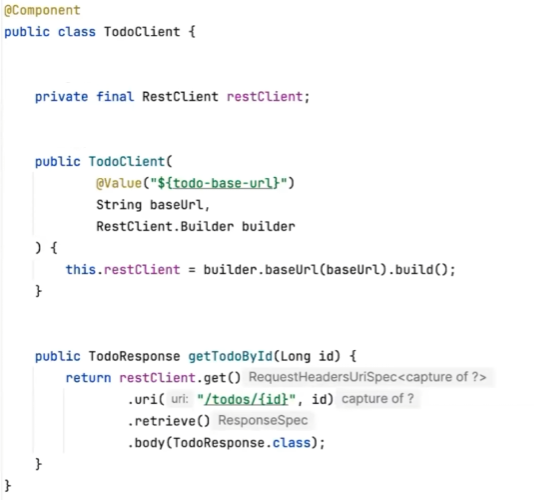 @Component
public class TodoClient {
private final RestClient restClient;
public TodoClient(
@Value("${todo-base-url}")
String baseUrl,
RestClient.Builder builder
) {
this.restClient = builder.baseUrl(baseUrl).build();
}
public TodoResponse getTodoById(Long id) {
return restClient.get() RequestHeadersUriSpec<capture of ?>
.uri( uri: "/todos/{id}", id) capture of ?
.retrieve() ResponseSpec
.body(TodoResponse.class);
}
}